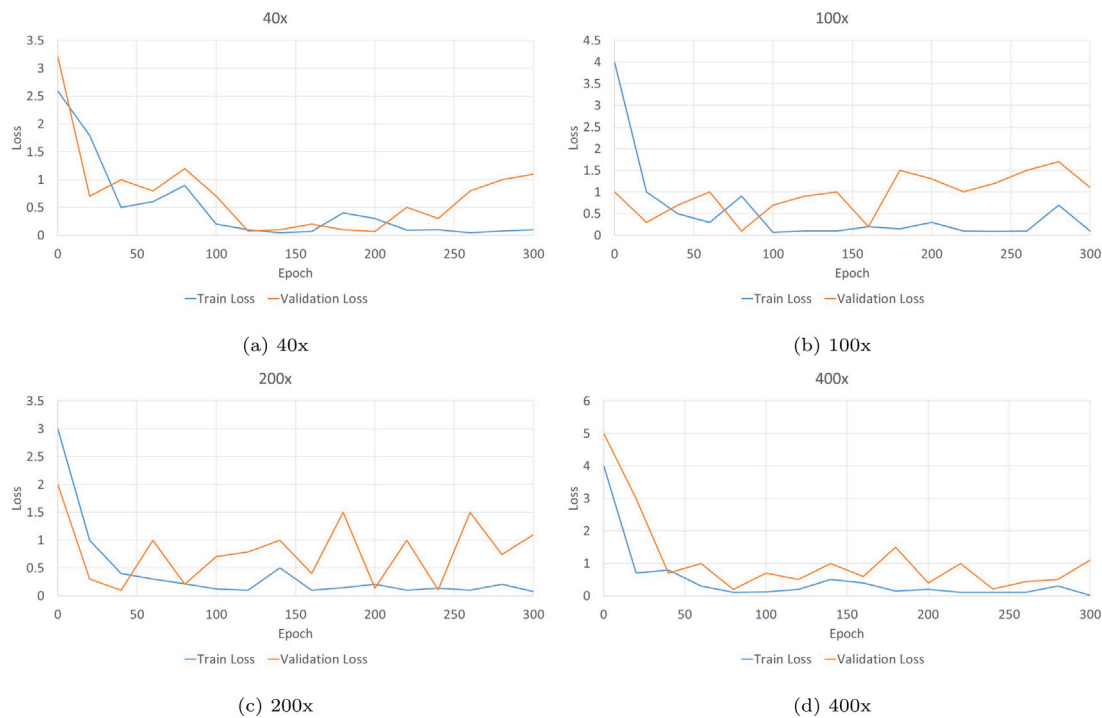 40x
3.5
3
2.5
2
1.5
1
0.5
0
Loss
0 50 100 150 200 250 300
Epoch
Train Loss Validation Loss
(a) 40x
100x
4.5
4
3.5
3
2.5
2
1.5
1
0.5
0
Loss
0 50 100 150 200 250 300
Epoch
Train Loss Validation Loss
(b) 100x
200x
3.5
3
2.5
2
1.5
1
0.5
0
Loss
0 50 100 150 200 250 300
Epoch
Train Loss Validation Loss
(c) 200x
400x
6
5
4
3
2
1
0
Loss
0 50 100 150 200 250 300
Epoch
Train Loss Validation Loss
(d) 400x